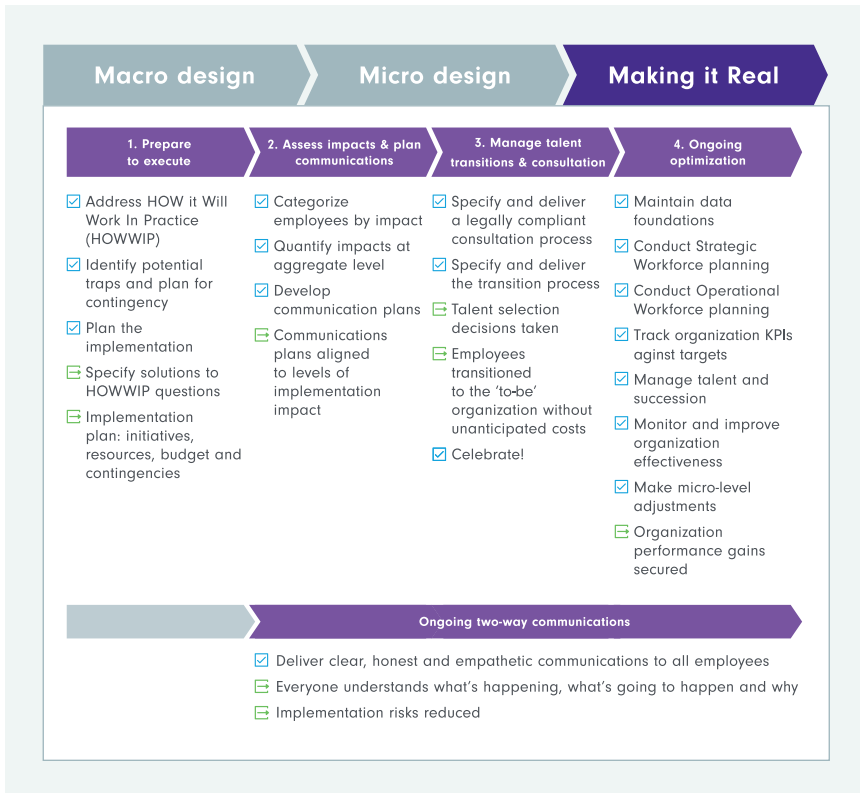 Macro design
Micro design
Making it Real
1. Prepare
to execute
2. Assess impacts & plan
communications
3. Manage talent
transitions & consultation
4. Ongoing
optimization
Address HOW it Will
Work In Practice
(HOWWIP)
Identify potential
traps and plan for
contingency
Plan the
implementation
Specify solutions to
HOWWIP questions
Implementation
plan: initiatives,
resources, budget and
contingencies
Categorize
employees by impact
Quantify impacts at
aggregate level
Develop
communication plans
Communications
plans aligned
to levels of
implementation
impact
Specify and deliver
a legally compliant
consultation process
Specify and deliver
the transition process
Talent selection
decisions taken
Employees
transitioned
to the ‘to-be’
organization without
unanticipated costs
Celebrate!
Maintain data
foundations
Conduct Strategic
Workforce planning
Conduct Operational
Workforce planning
Track organization KPIs
aginst targets
Manage talent and
succession
Monitor and improve
organization
effectiveness
Make micro-level
adjustments
Organization
performance gains
secured
Ongoing two-way communications
Deliver clear, honest and empathetic communications to all employees
Everyone understands what’s happening, what’s going to happen and why
Implementation risks reduced